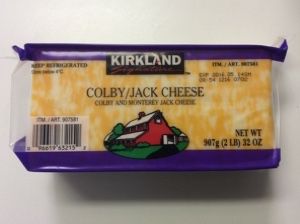 KEEP REFRIGERATED
KIRKLAND
Signature
ITM. / ART. 907581
COLBY/JACK CHEESE
COLBY AND MONTEREY JACK CHEESE
ITM. / ART. 907581
NET WT
907g (2 LB) 32 OZ